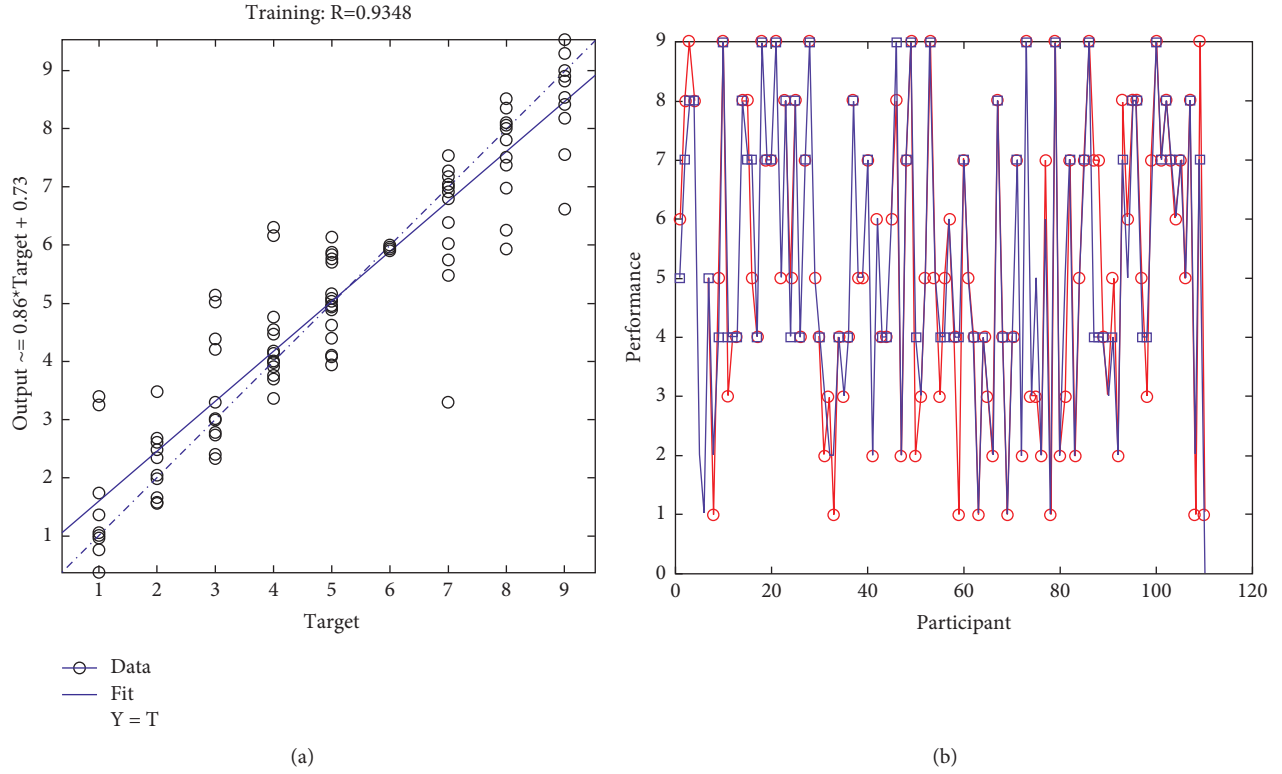 Training: R=0.9348
Output ~= 0.86*Target + 0.73
9
8
7
6
5
4
3
2
1
1 2 3 4 5 6 7 8 9
Target
Data
Fit
Y = T
(a)
Performance
9
8
7
6
5
4
3
2
1
0
0 20 40 60 80 100 120
Participant
(b)